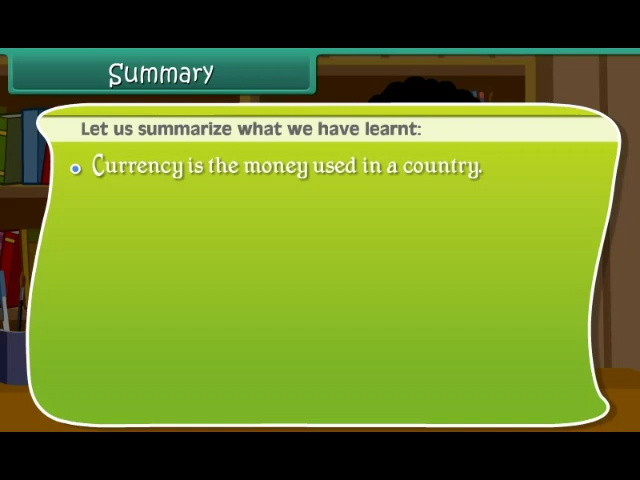 Summary
Let us summarize what we have learnt:
Currency is the money used in a country.